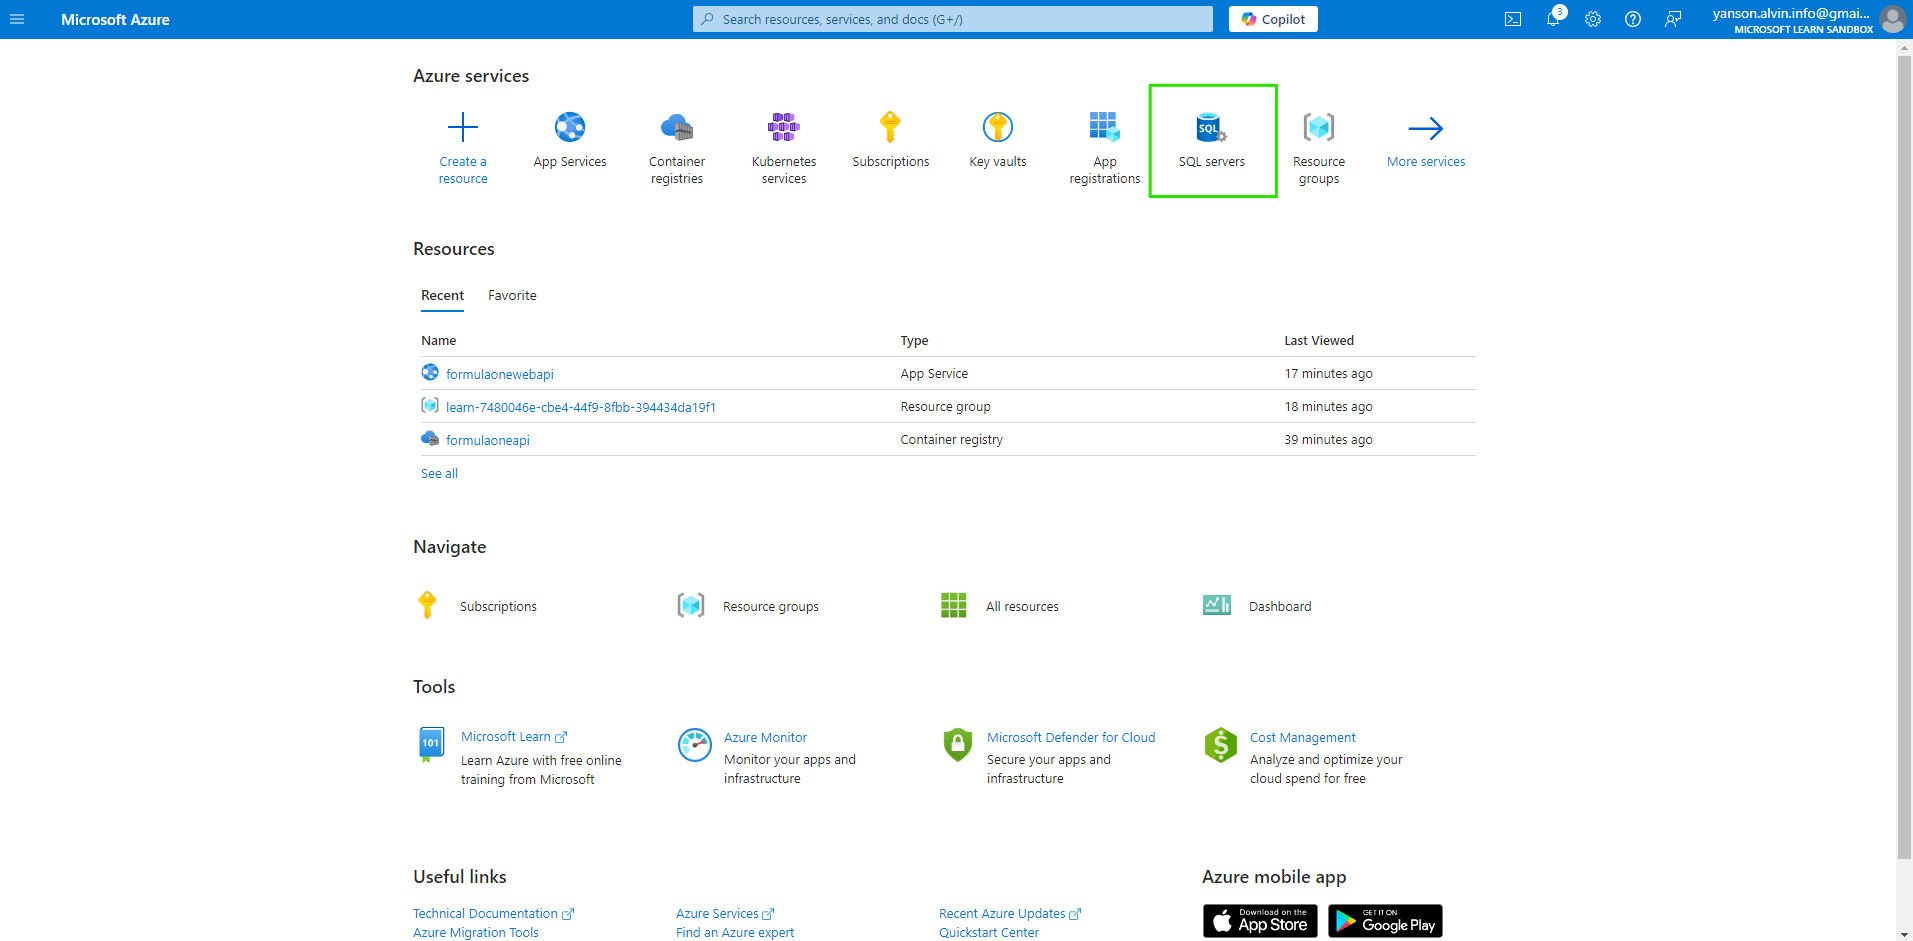 Microsoft Azure
Search resources, services, and docs (G+/)
Copilot
3
yanson.alvin.info@gmai...
MICROSOFT LEARN SANDBOX
Azure services
Create a
resource
App Services
Container
registries
Kubernetes
services
Subscriptions
Key vaults
App
registrations
SQL
SQL servers
Resource
groups
More services
Resources
Recent
Favorite
Name
Type
Last Viewed
formulaonewebapi
App Service
17 minutes ago
learn-7480046e-cbe4-44f9-8fbb-394434da19f1
Resource group
18 minutes ago
formulaoneapi
Container registry
39 minutes ago
See all
Navigate
Subscriptions
Resource groups
All resources
Dashboard
Tools
101
Microsoft Learn
Learn Azure with free online
training from Microsoft
Azure Monitor
Monitor your apps and
infrastructure
Microsoft Defender for Cloud
Secure your apps and
infrastructure
$
Cost Management
Analyze and optimize your
cloud spend for free
Useful links
Technical Documentation
Azure Services
Recent Azure Updates
Azure Migration Tools
Find an Azure expert
Quickstart Center
Azure mobile app
Download on the
App Store
GET IT ON
Google Play